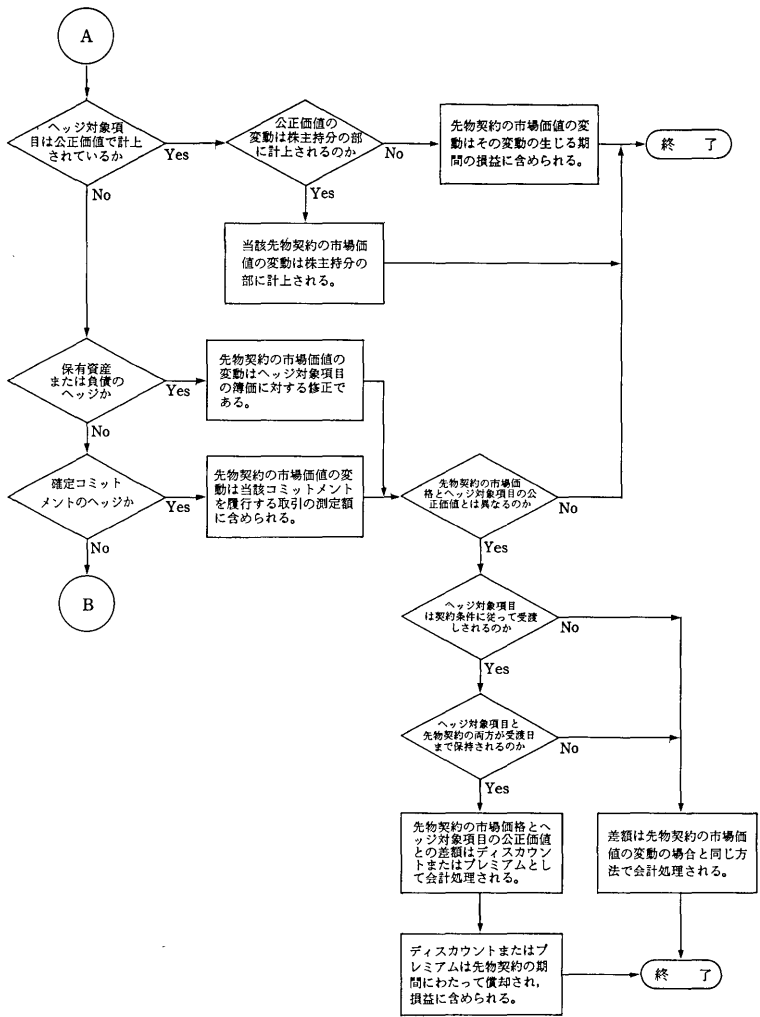 A
ヘッジ対象項
目は公正価値で計上
されているか
Yes
No
公正価値の
変動は株主持分の部
に計上されるのか
No
Yes
先物契約の市場価値の変
動はその変動の生じる期
間の損益に含められる。
終 了
当該先物契約の市場価
値の変動は株主持分の
部に計上される。
保有資産
または負債の
ヘッジか
Yes
No
先物契約の市場価値の
変動はヘッジ対象項目
の簿価に対する修正で
ある。
確定コミット
メントのヘッジか
Yes
No
先物契約の市場価値の変
動は当該コミットメント
を履行する取引の測定額
に含められる。
先物契約の市場価
格とヘッジ対象項目の公
正価値とは異なるのか
No
Yes
B
ヘッジ対象項目
は契約条件に従って受渡
しされるのか
No
Yes
ヘッジ対象項目と
先物契約の両方が受渡日
まで保持されるのか
No
Yes
先物契約の市場価格とヘ
ッジ対象項目の公正価値
との差額はディスカウン
トまたはプレミアムとし
て会計処理される。
差額は先物契約の市場価
値の変動の場合と同じ方
法で会計処理される。
ディスカウントまたはプ
レミアムは先物契約の期
間にわたって償却され，
損益に含められる。
終 了